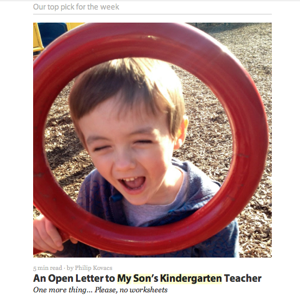 Our top pick for the week
5 min read - by Philip Kovacs
An Open Letter to My Son's Kindergarten Teacher
One more thing... Please, no worksheets